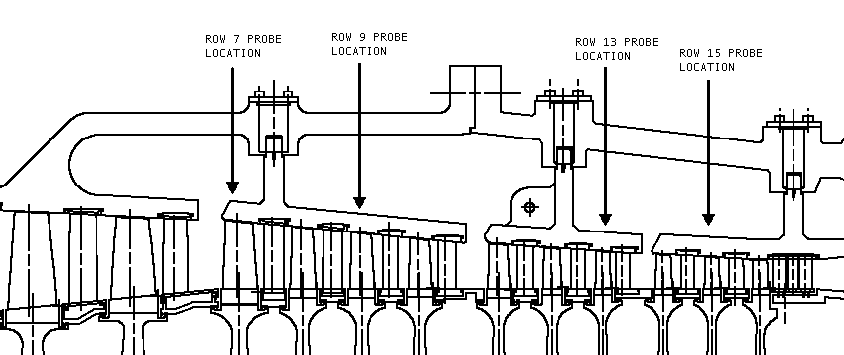 ROW 7 PROBE
LOCATION
ROW 9 PROBE
LOCATION
ROW 13 PROBE
LOCATION
ROW 15 PROBE
LOCATION